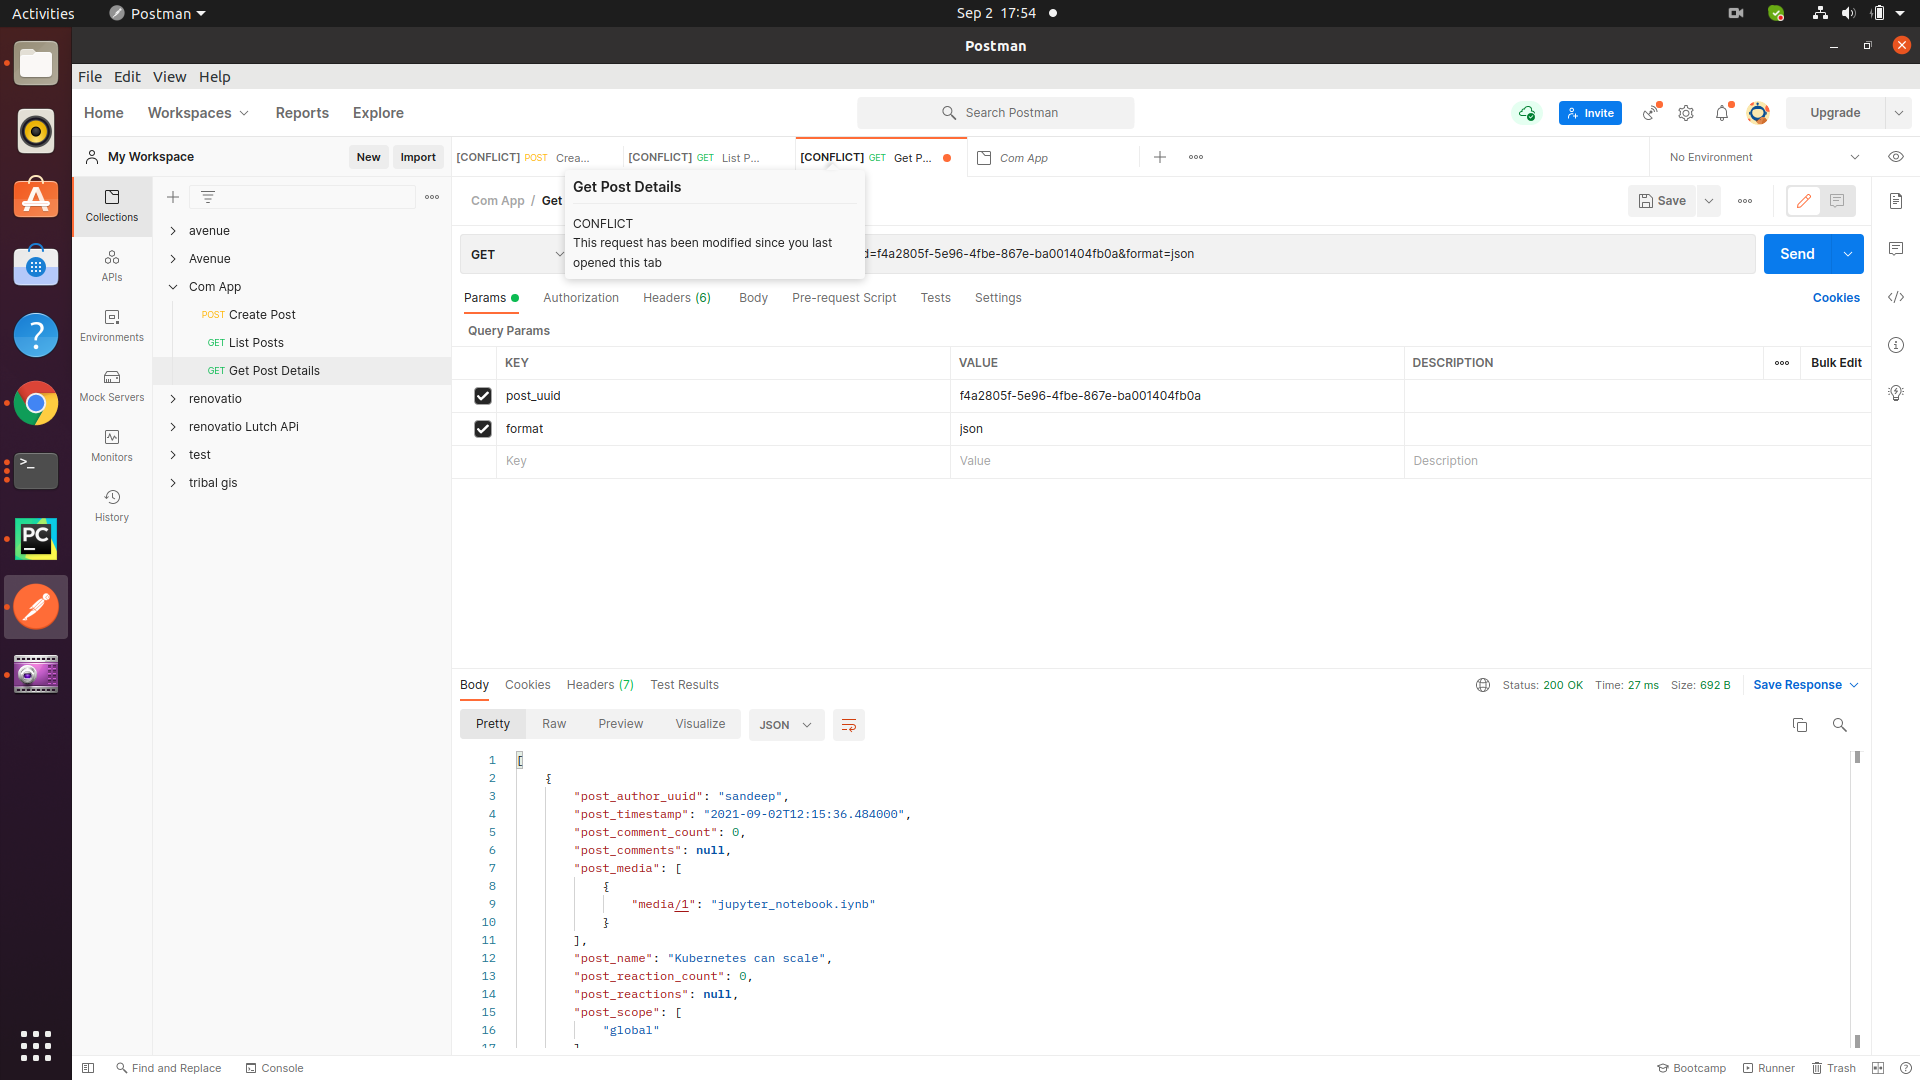 Activities
Postman
Sep 2 17:54
Postman
File Edit View Help
Home Workspaces Reports Explore
Search Postman
Invite
Upgrade
My Workspace
New
Import
[CONFLICT] POST Crea...
[CONFLICT] GET List P...
[CONFLICT] GET Get P...
Com App
No Environment
Collections
APIs
Environments
Mock Servers
Monitors
History
avenue
Avenue
Com App
POST Create Post
GET List Posts
GET Get Post Details
renovatio
renovatio Lutch APi
test
tribal gis
Com App / Get
Save
Get Post Details
CONFLICT
This request has been modified since you last
opened this tab
GET
d=f4a2805f-5e96-4fbe-867e-ba001404fb0a&format=json
Send
Params Authorization Headers (6) Body Pre-request Script Tests Settings
Cookies
Query Params
KEY VALUE DESCRIPTION Bulk Edit
post_uuid f4a2805f-5e96-4fbe-867e-ba001404fb0a
format json
Key Value Description
Body Cookies Headers (7) Test Results
Status: 200 OK Time: 27 ms Size: 692 B Save Response
Pretty Raw Preview Visualize JSON
1 [
2 {
3 "post_author_uuid": "sandeep",
4 "post_timestamp": "2021-09-02T12:15:36.484000",
5 "post_comment_count": 0,
6 "post_comments": null,
7 "post_media": [
8 {
9 "media/1": "jupyter_notebook.iynb"
10 }
11 ],
12 "post_name": "Kubernetes can scale",
13 "post_reaction_count": 0,
14 "post_reactions": null,
15 "post_scope": [
16 "global"
17 ]
Find and Replace
Console
Bootcamp
Runner
Trash